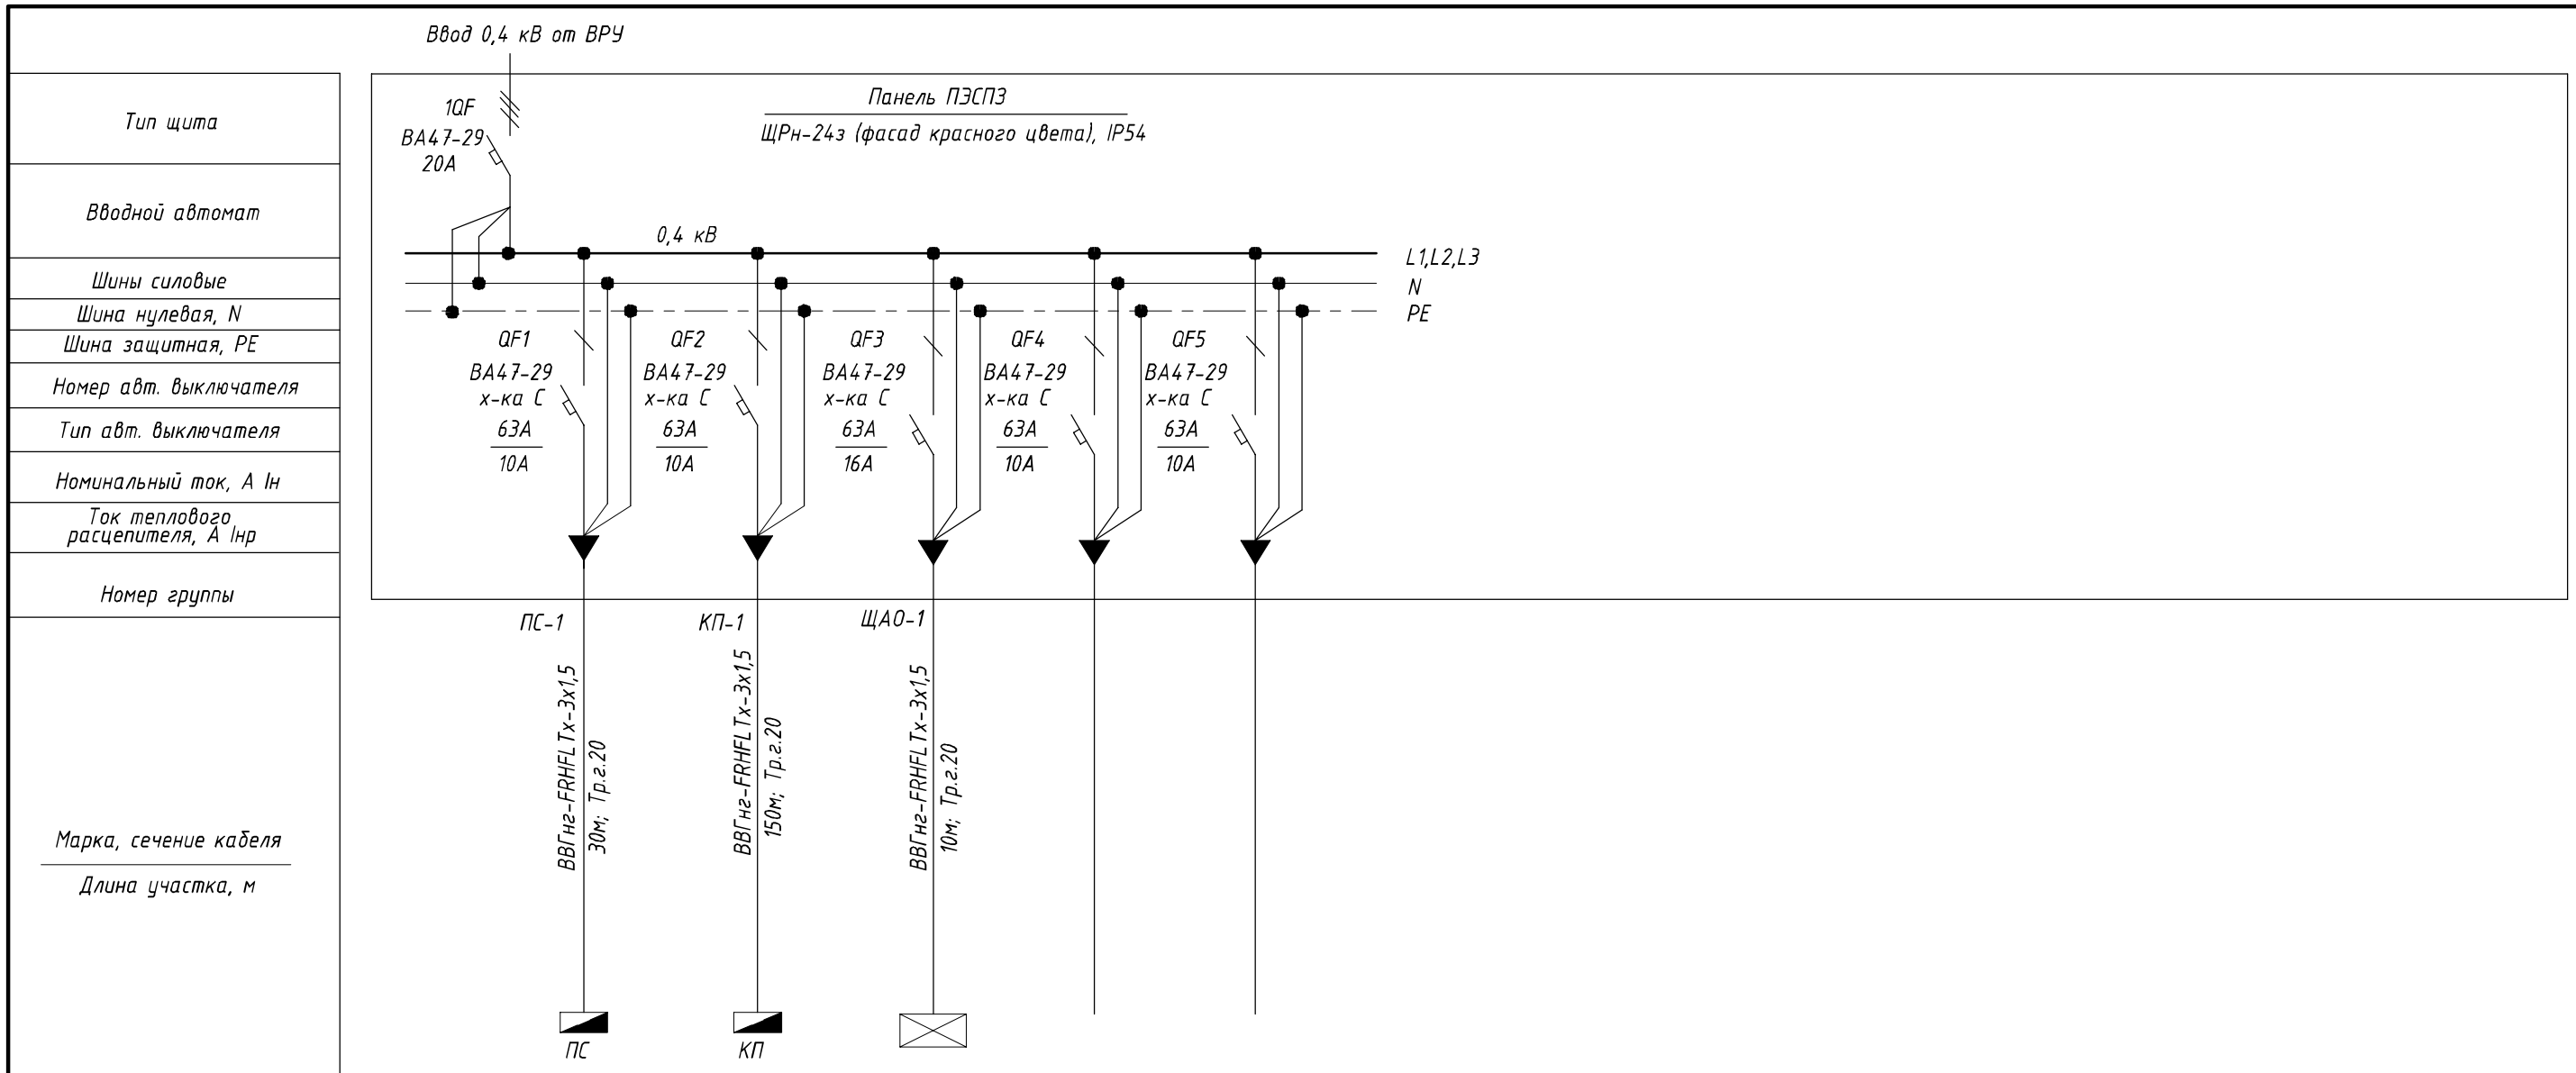 Ввод 0,4 кВ от ВРУ
Тип щита
Вводной автомат
Шины силовые
Шина нулевая, N
Шина защитная, PE
Номер авт. выключателя
Тип авт. выключателя
Номинальный ток, А Iн
Ток теплового
расцепителя, А Iнр
Номер группы
Марка, сечение кабеля
Длина участка, м
1QF
ВА47-29
20А
Панель ПЭСПЗ
ЩРн-24з (фасад красного цвета), IP54
0,4 кВ
L1,L2,L3
N
PE
QF1
ВА47-29
х-ка С
63А
10А
QF2
ВА47-29
х-ка С
63А
10А
QF3
ВА47-29
х-ка С
63А
16А
QF4
ВА47-29
х-ка С
63А
10А
QF5
ВА47-29
х-ка С
63А
10А
ПС-1
КП-1
ЩАО-1
ВВГнг-FRHFLTx-3x1,5
30м; Тр.г.20
ВВГнг-FRHFLTx-3x1,5
150м; Тр.г.20
ВВГнг-FRHFLTx-3x1,5
10м; Тр.г.20
ПС
КП